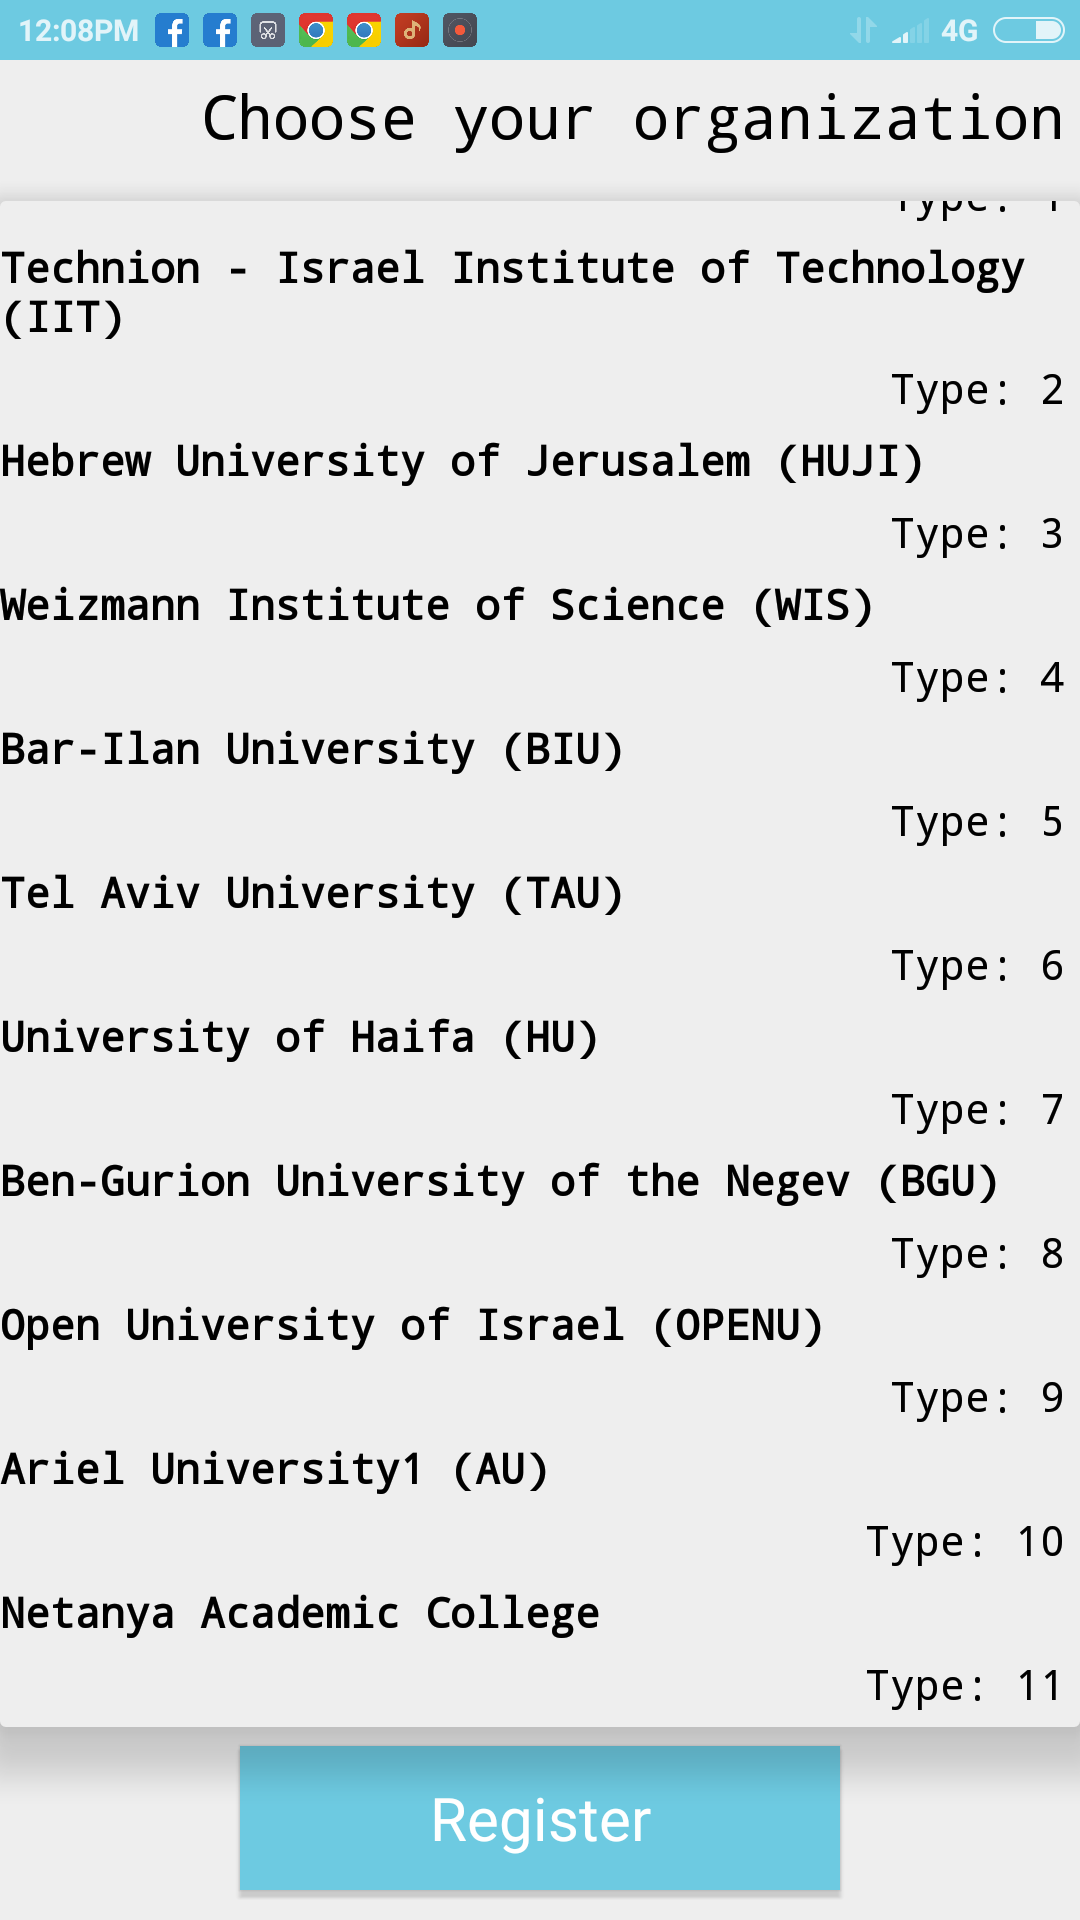 12:08PM
4G
Choose your organization
Type: 1
Technion - Israel Institute of Technology
(IIT)
Type: 2
Hebrew University of Jerusalem (HUJI)
Type: 3
Weizmann Institute of Science (WIS)
Type: 4
Bar-Ilan University (BIU)
Type: 5
Tel Aviv University (TAU)
Type: 6
University of Haifa (HU)
Type: 7
Ben-Gurion University of the Negev (BGU)
Type: 8
Open University of Israel (OPENU)
Type: 9
Ariel University1 (AU)
Type: 10
Netanya Academic College
Type: 11
Register